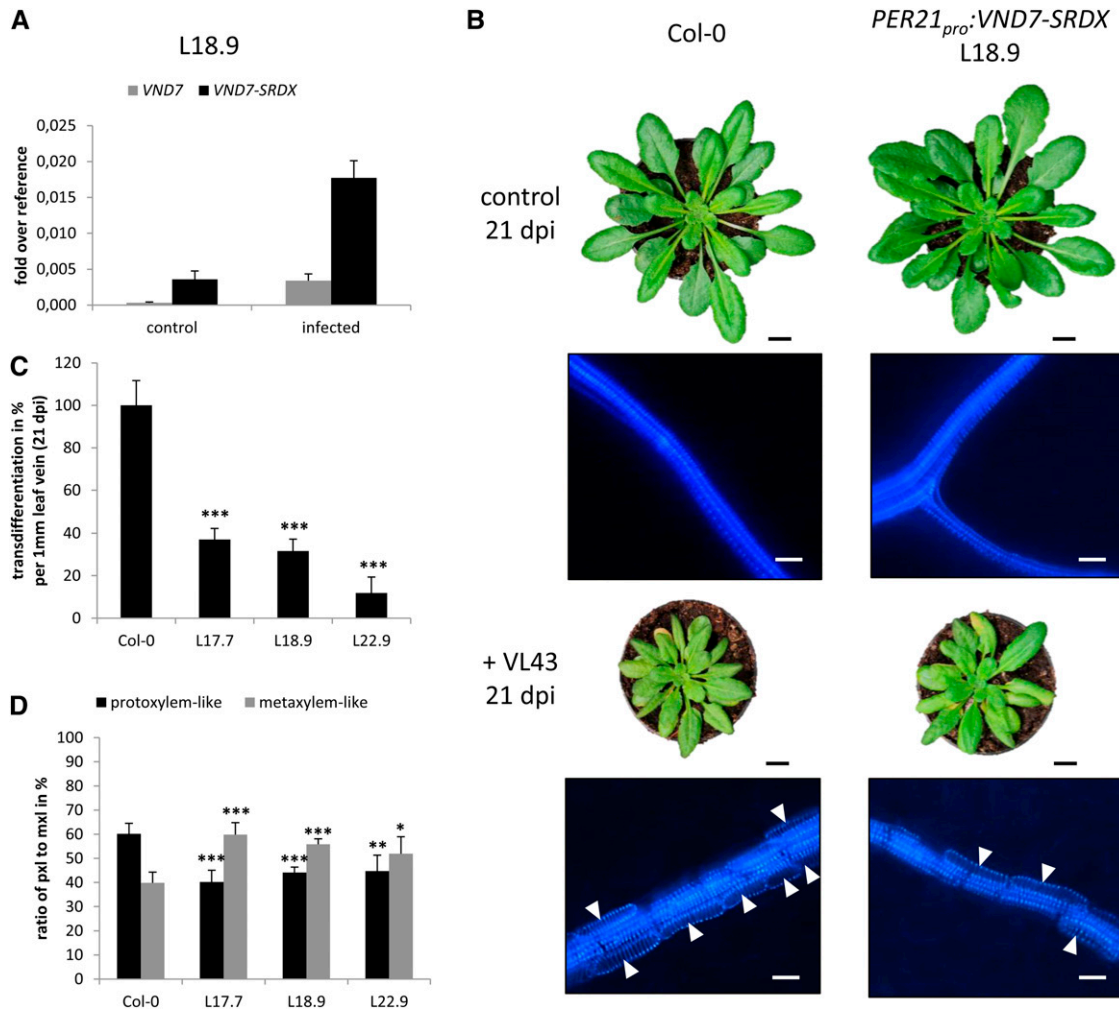 A
L18.9
VND7 VND7-SRDX
fold over reference
0,025
0,020
0,015
0,010
0,005
0,000
control infected
B
Col-0
PER21pro:VND7-SRDX
L18.9
control
21 dpi
+ VL43
21 dpi
C
transdifferentiation in %
per 1mm leaf vein (21 dpi)
120
100
80
60
40
20
0
***
***
***
Col-0 L17.7 L18.9 L22.9
D
protoxylem-like metaxylem-like
ratio of pxl to mxl in %
100
90
80
70
60
50
40
30
20
10
0
*** *** *** *** ** *
Col-0 L17.7 L18.9 L22.9